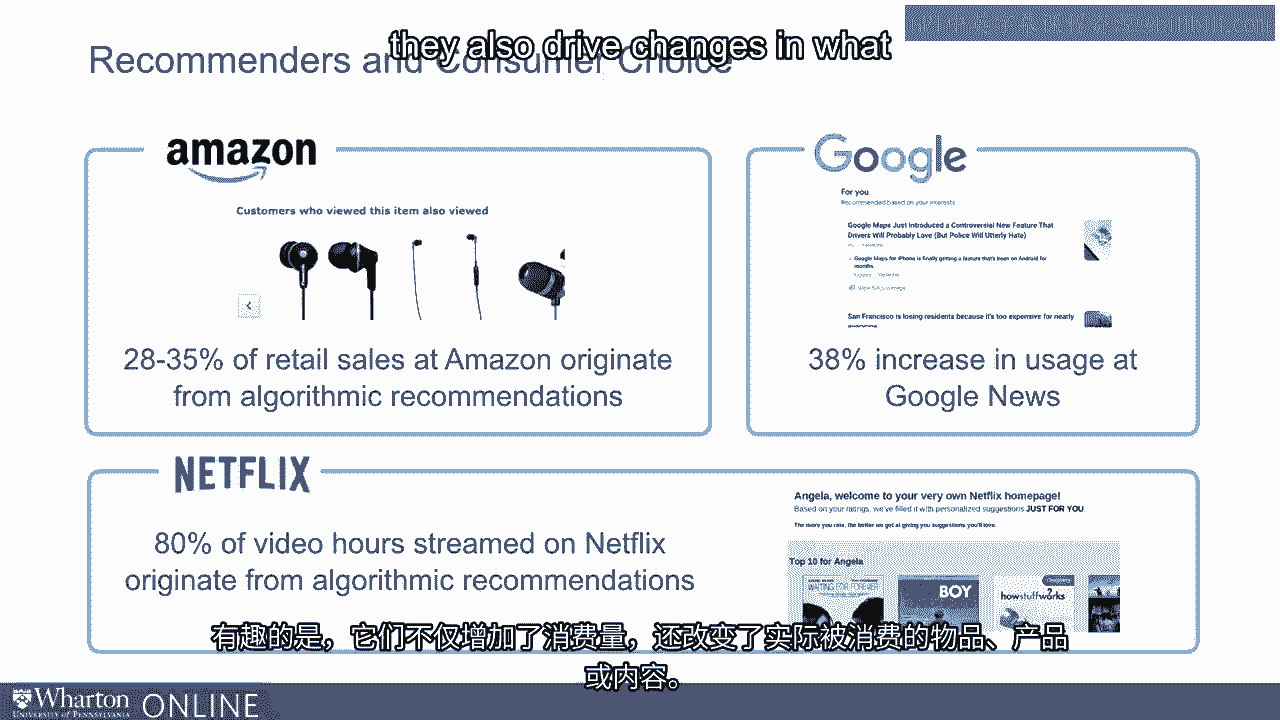 they also drive changes in what
Recommenders and Consumer Choice
amazon
Customers who viewed this item also viewed
28-35% of retail sales at Amazon originate
from algorithmic recommendations
Google
For you
Recommended based on your interests
Google Maps Just Introduced a Controversial New Feature That
Drivers Will Probably Love (But Police Will Utterly Hate)
Google Maps for iPhone is finally getting a feature that's been on Android for
months
San Francisco is losing residents because it's too expensive for nearly
38% increase in usage at
Google News
NETFLIX
80% of video hours streamed on Netflix
originate from algorithmic recommendations
Angela, welcome to your very own Netflix homepage!
Based on your ratings, we've filled it with personalized suggestions JUST FOR YOU.
The more you rate, the better we get at giving you suggestions you'll love.
Top 10 for Angela
WAITING FOR FOREVER
BOY
howstuffworks
有趣的是，它们不仅增加了消费量，还改变了实际被消费的物品、产品
或内容。
Wharton
UNIVERSITY of PENNSYLVANIA
ONLINE